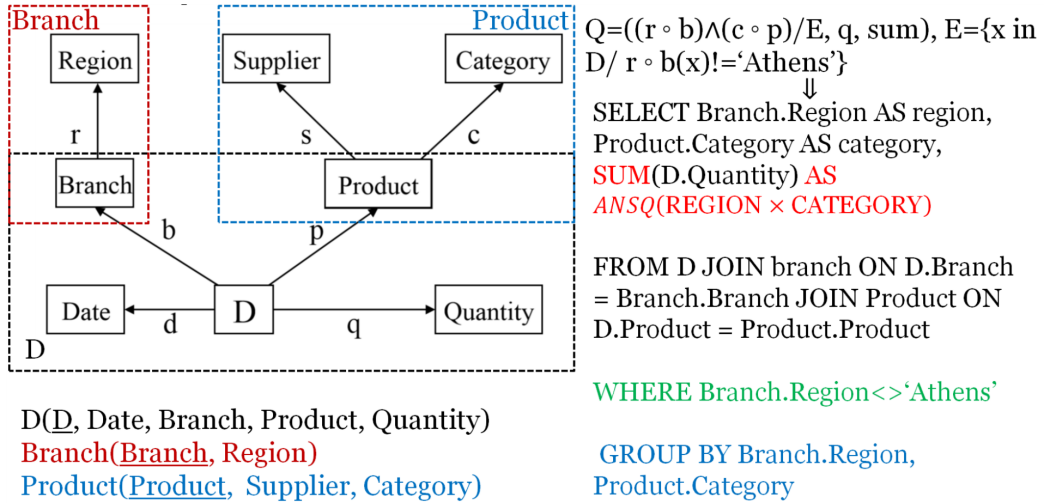 Branch
Product
Region
Supplier
Category
r
s
c
Branch
Product
b
p
Date
D
Quantity
d
q
D
D(D, Date, Branch, Product, Quantity)
Branch(Branch, Region)
Product(Product, Supplier, Category)
Q=((r ∘ b)∧(c ∘ p)/E, q, sum), E={x in
D/ r ∘ b(x)!=‘Athens’}
⇓
SELECT Branch.Region AS region,
Product.Category AS category,
SUM(D.Quantity) AS
ANSQ(REGION × CATEGORY)
FROM D JOIN branch ON D.Branch
= Branch.Branch JOIN Product ON
D.Product = Product.Product
WHERE Branch.Region<>‘Athens’
GROUP BY Branch.Region,
Product.Category